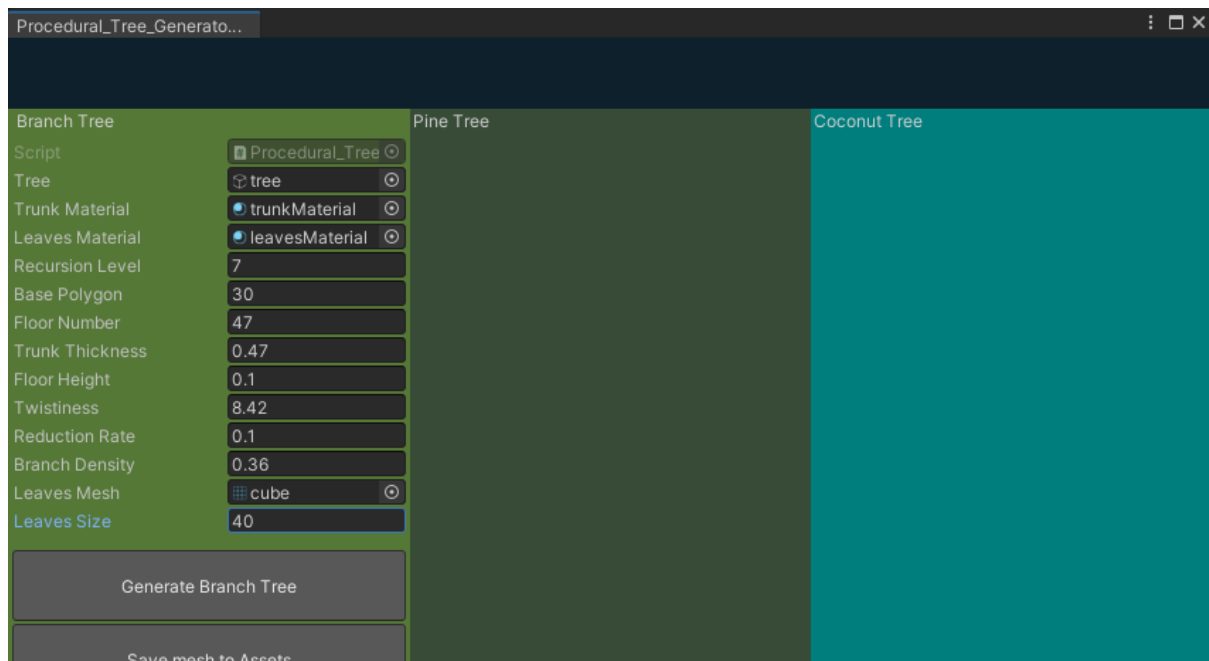 Procedural_Tree_Generato...
Branch Tree Pine Tree Coconut Tree
Script Procedural_Tree
Tree tree
Trunk Material trunkMaterial
Leaves Material leavesMaterial
Recursion Level 7
Base Polygon 30
Floor Number 47
Trunk Thickness 0.47
Floor Height 0.1
Twistiness 8.42
Reduction Rate 0.1
Branch Density 0.36
Leaves Mesh cube
Leaves Size 40
Generate Branch Tree
Save mesh to Assets